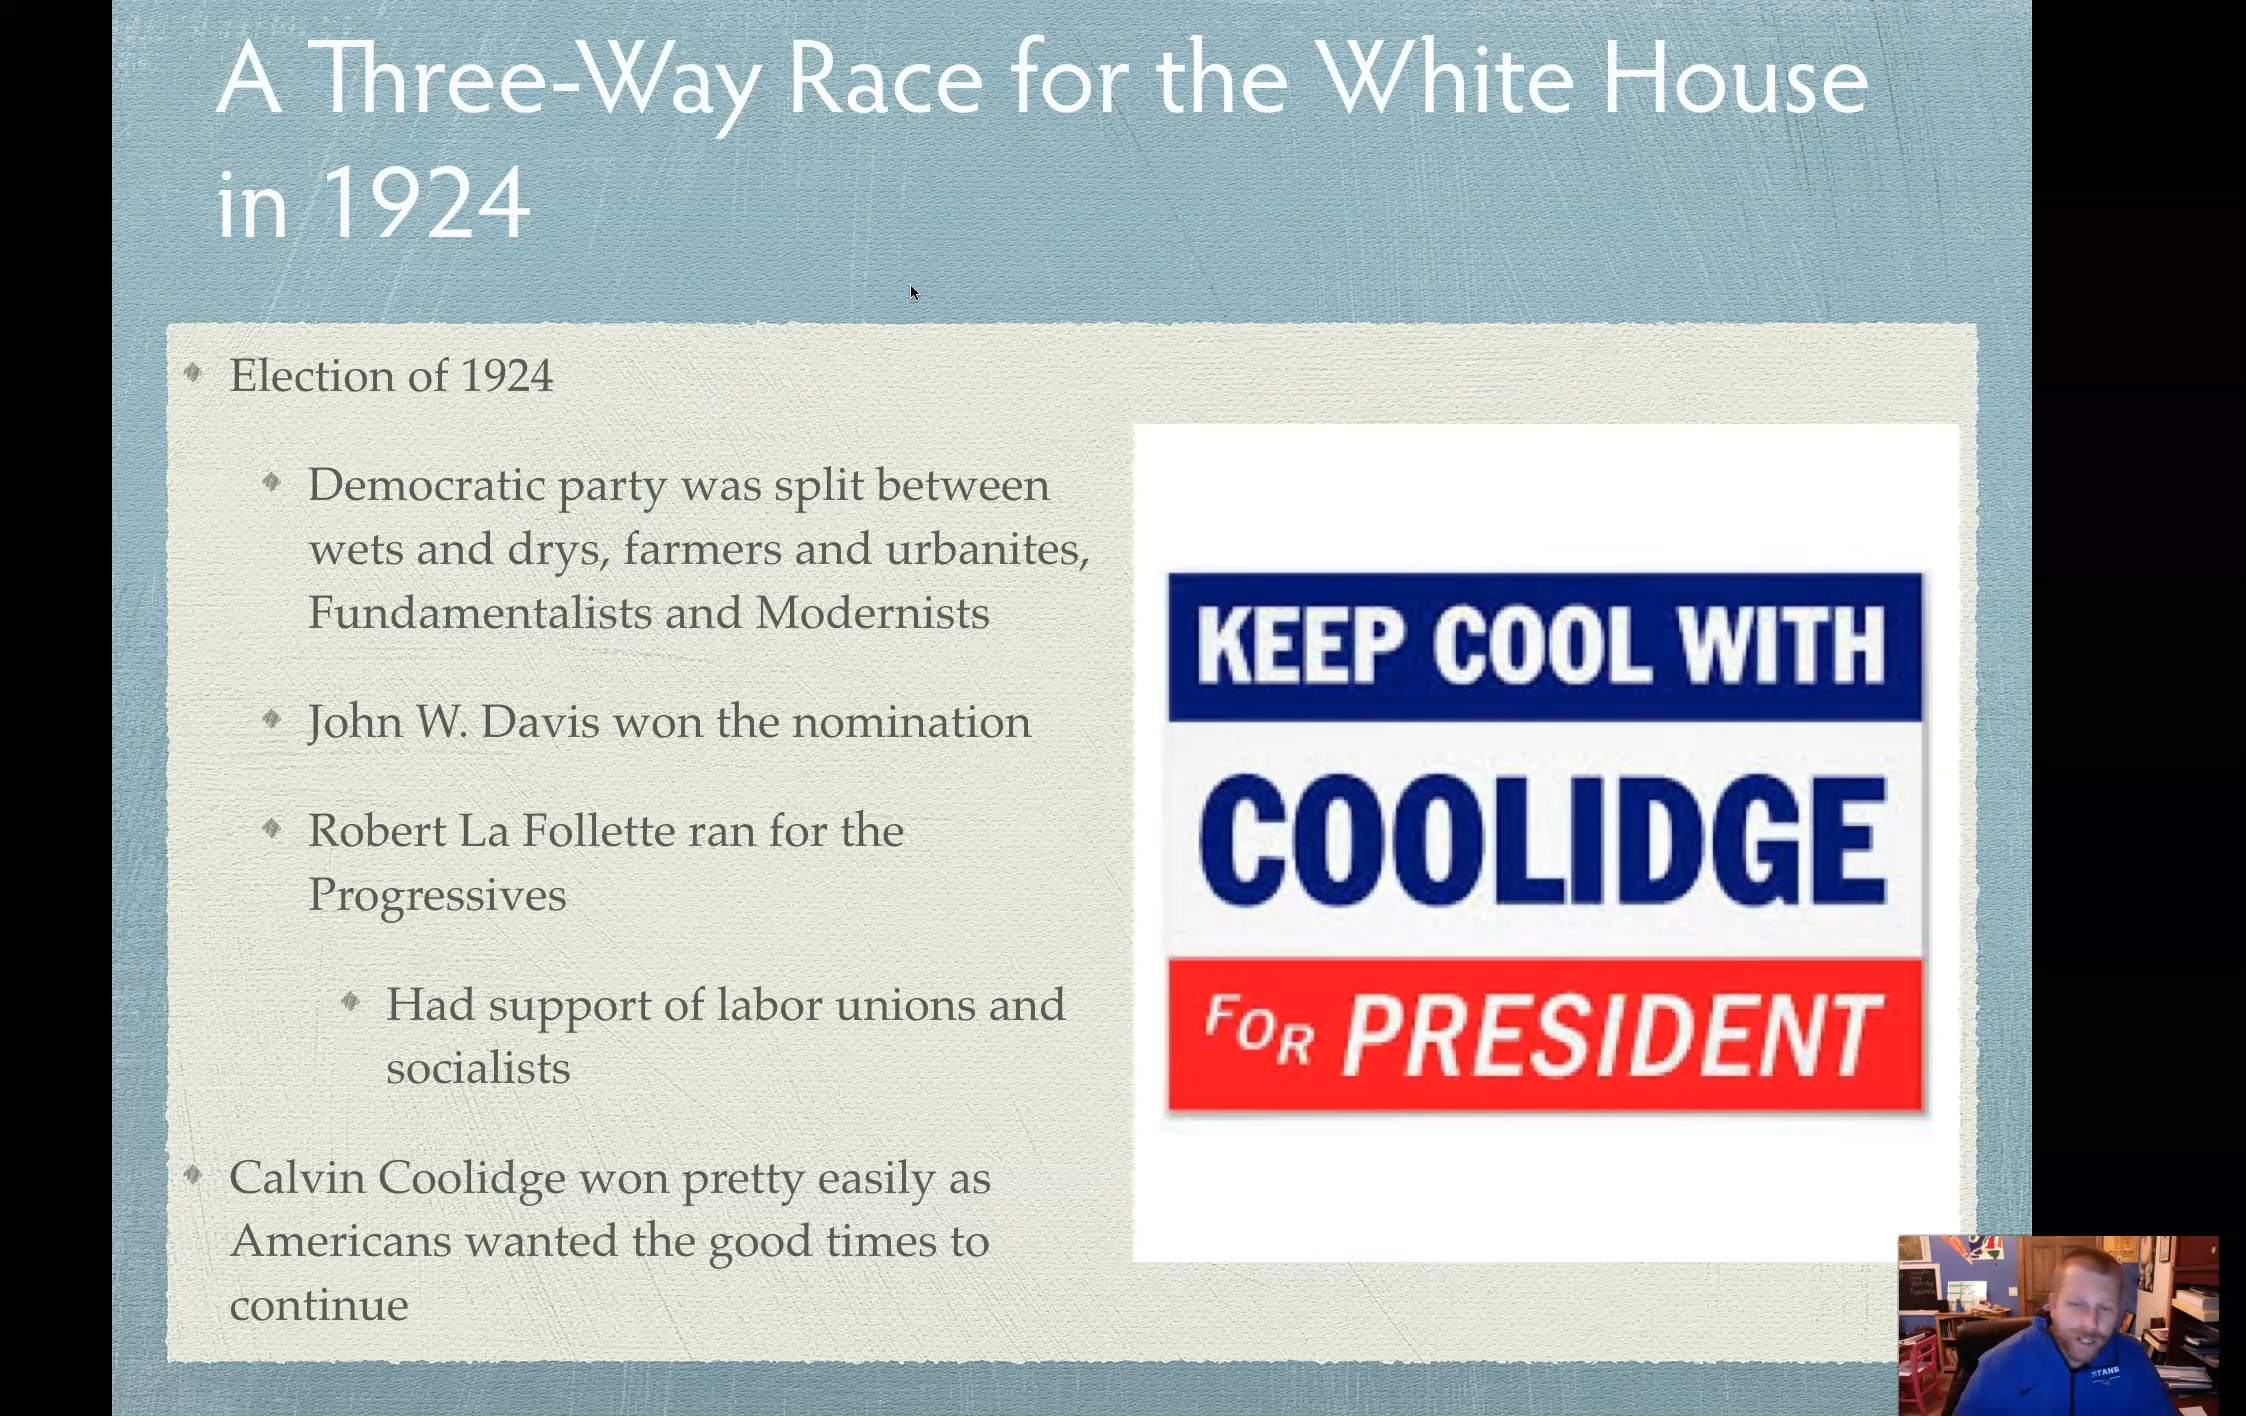 A Three-Way Race for the White House
in 1924
Election of 1924
Democratic party was split between
wets and drys, farmers and urbanites,
Fundamentalists and Modernists
John W. Davis won the nomination
Robert La Follette ran for the
Progressives
Had support of labor unions and
socialists
Calvin Coolidge won pretty easily as
Americans wanted the good times to
continue
KEEP COOL WITH
COOLIDGE
FOR PRESIDENT
TITANS